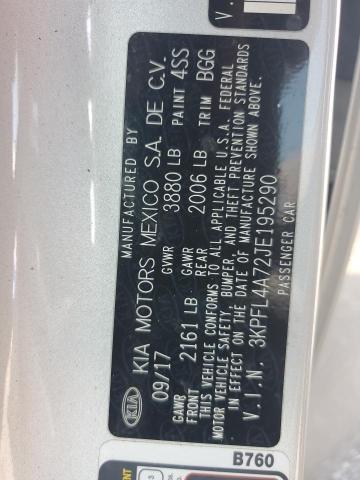 MANUFACTURED BY
KIA KIA MOTORS MEXICO S.A. DE C.V.
09/17 GVWR 3880 LB PAINT 4SS
GAWR FRONT 2161 LB GAWR REAR 2006 LB TRIM BGG
THIS VEHICLE CONFORMS TO ALL APPLICABLE U.S.A. FEDERAL
MOTOR VEHICLE SAFETY, BUMPER, AND THEFT PREVENTION STANDARDS
IN EFFECT ON THE DATE OF MANUFACTURE SHOWN ABOVE.
V.I.N. 3KPFL4A72JE195290
PASSENGER CAR
B760
V.